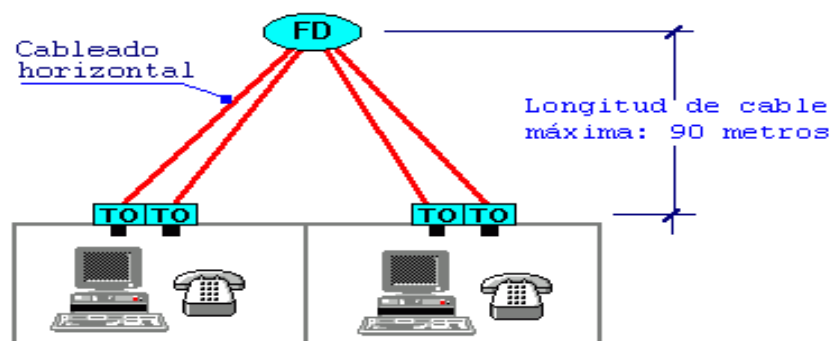 FD
Cableado
horizontal
Longitud de cable
máxima: 90 metros
TO TO
TO TO